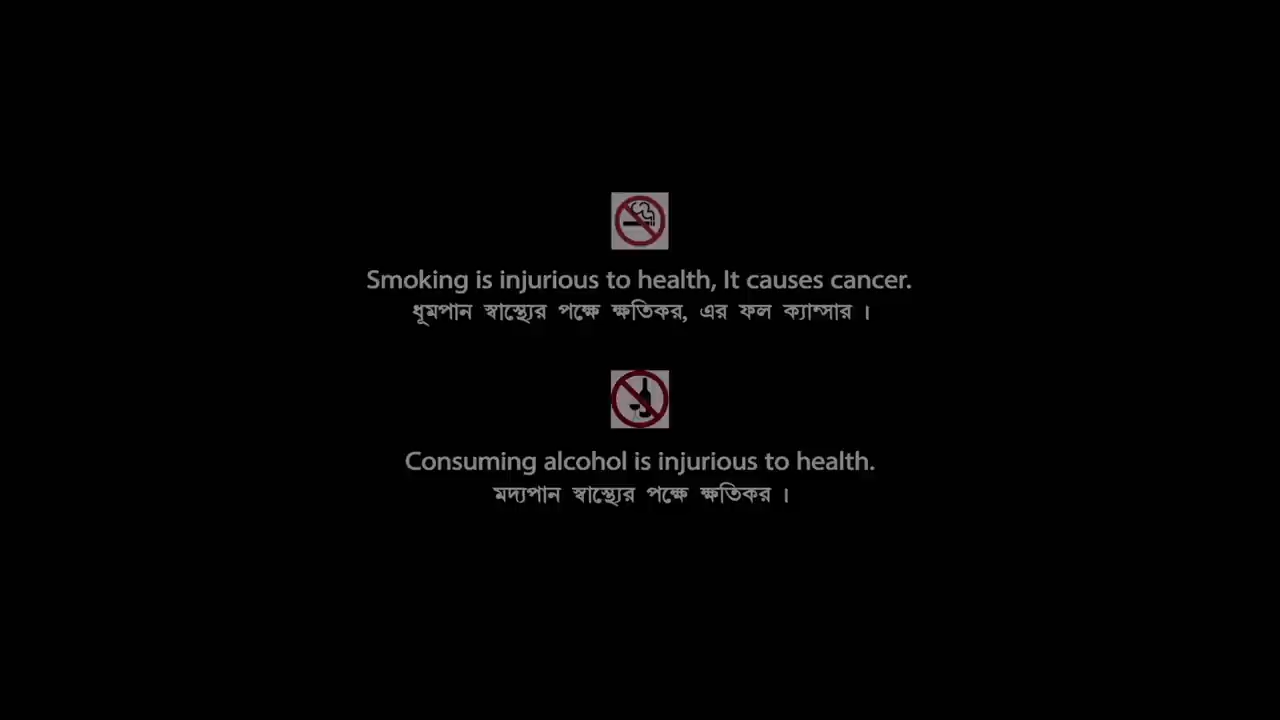 Smoking is injurious to health, It causes cancer.
ধূমপান স্বাস্থ্যের পক্ষে ক্ষতিকর, এর ফল ক্যান্সার ।
Consuming alcohol is injurious to health.
মদ্যপান স্বাস্থ্যের পক্ষে ক্ষতিকর ।